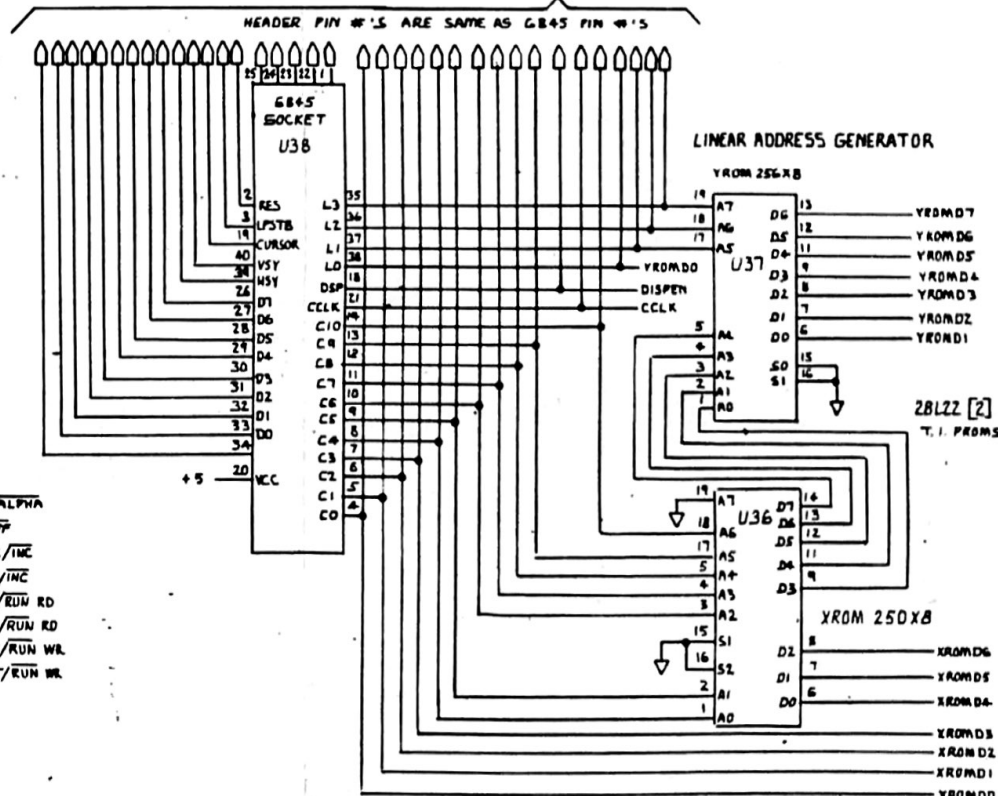 HEADER PIN #'S ARE SAME AS 6845 PIN #'S
25 24 23 22 1
6845
SOCKET
U38
2 RES
3 LPSTB
19 CURSOR
40 VSY
39 HSY
26 D7
27 D6
28 D5
29 D4
30 D3
31 D2
32 D1
33 D0
34
+5 20 VCC
L3 35
L2 36
L1 37
L0 38
DSP 18
CCLK 21
C10 14
C9 13
C8 12
C7 11
C6 10
C5 9
C4 8
C3 7
C2 6
C1 5
C0 4
YROMD0
DISPEN
CCLK
LINEAR ADDRESS GENERATOR
YROM 256X8
U37
19 A7
18 A6
17 A5
5 A4
4 A3
3 A2
2 A1
1 A0
D6 13 YROMD7
D5 12 YROMD6
D4 11 YROMD5
D3 9 YROMD4
D2 8 YROMD3
D1 7 YROMD2
D0 6 YROMD1
S0 15
S1 16
28L22 [2]
T.I. PROMS
U36
19 A7
18 A6
17 A5
5 A4
4 A3
3 A2
15 S1
16 S2
2 A1
1 A0
D7 14
D6 13
D5 12
D4 11
D3 9
XROM 250X8
D2 8 XROMD6
D1 7 XROMD5
D0 6 XROMD4
XROMD3
XROMD2
XROMD1
XROMD0
ALPHA
/INC
/INC
/RUN RD
/RUN RD
/RUN WR
/RUN WR